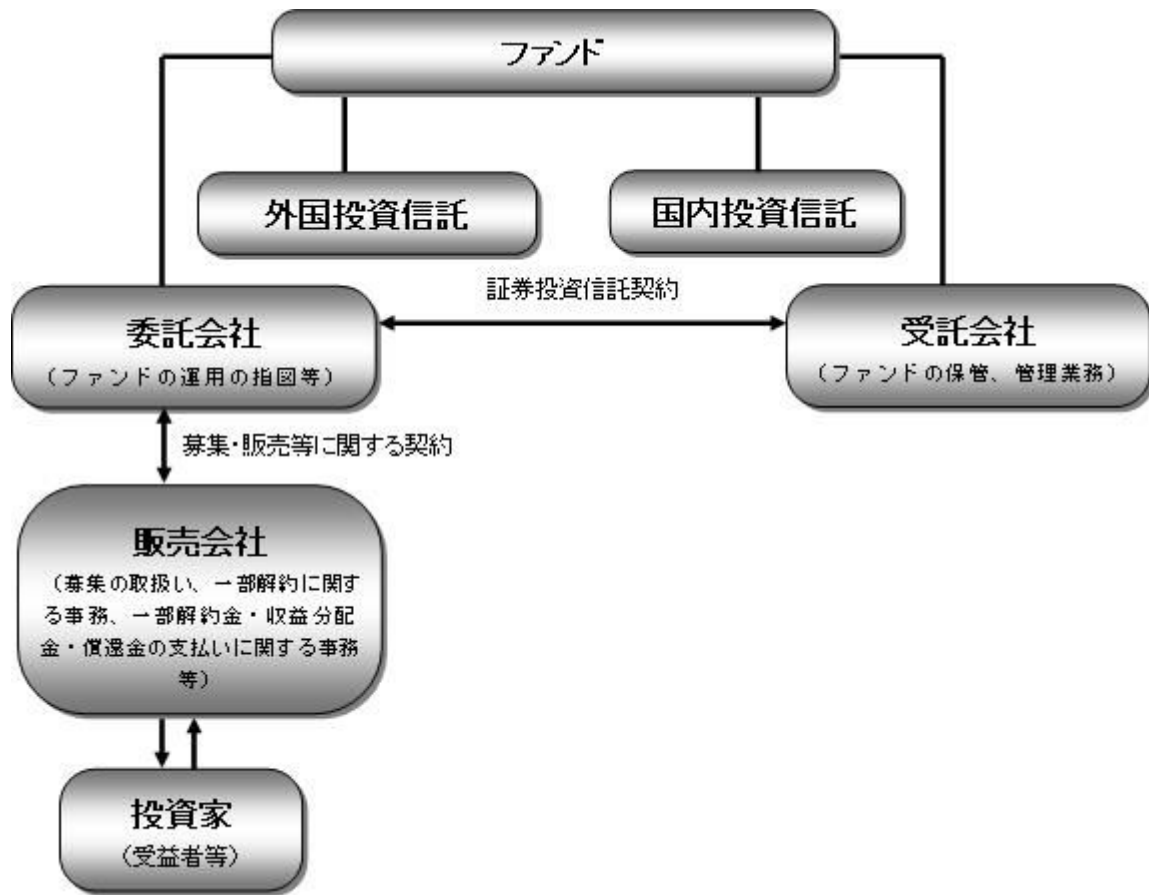 ファンド
外国投資信託
国内投資信託
証券投資信託契約
委託会社
（ファンドの運用の指図等）
受託会社
（ファンドの保管、管理業務）
募集・販売等に関する契約
販売会社
（募集の取扱い、一部解約に関す
る事務、一部解約金・収益分配
金・償還金の支払いに関する事務
等）
投資家
（受益者等）